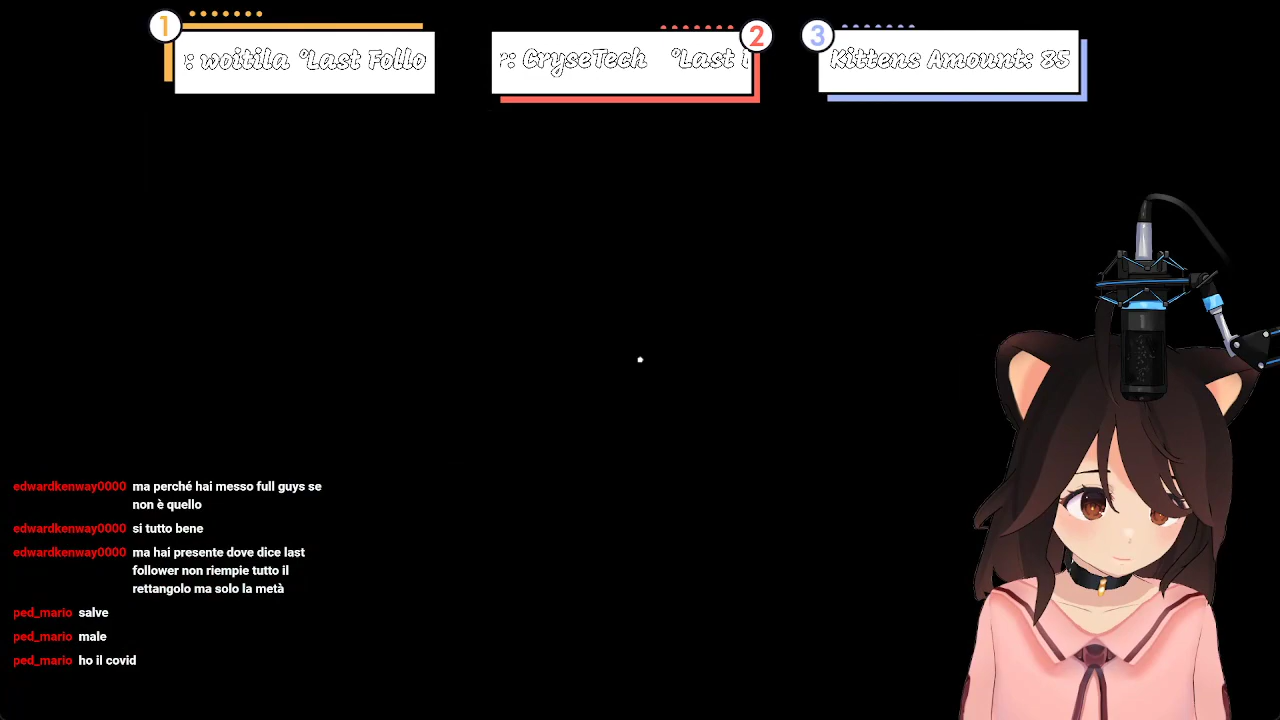 1
: woitila °Last Follo
r: CryseTech °Last
2
3
Kittens Amount: 85
edwardkenway0000 ma perché hai messo full guys se
non è quello
edwardkenway0000 si tutto bene
edwardkenway0000 ma hai presente dove dice last
follower non riempie tutto il
rettangolo ma solo la metà
ped_mario salve
ped_mario male
ped_mario ho il covid